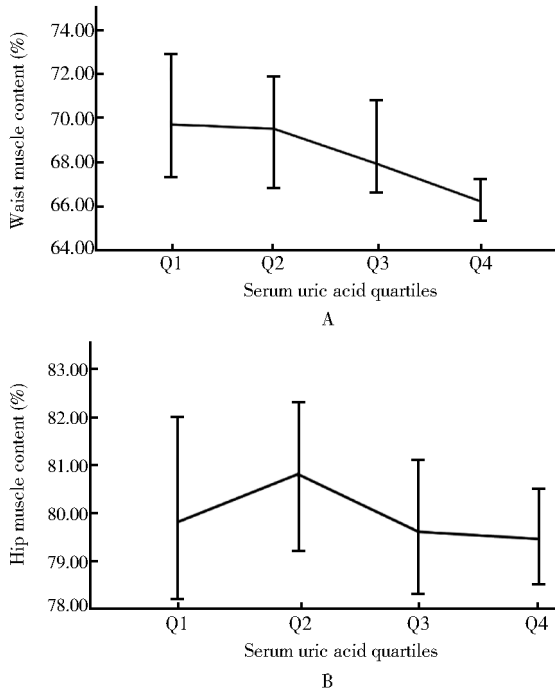 Waist muscle content (%)
74.00
72.00
70.00
68.00
66.00
64.00
Q1 Q2 Q3 Q4
Serum uric acid quartiles
A
Hip muscle content (%)
83.00
82.00
81.00
80.00
79.00
78.00
Q1 Q2 Q3 Q4
Serum uric acid quartiles
B